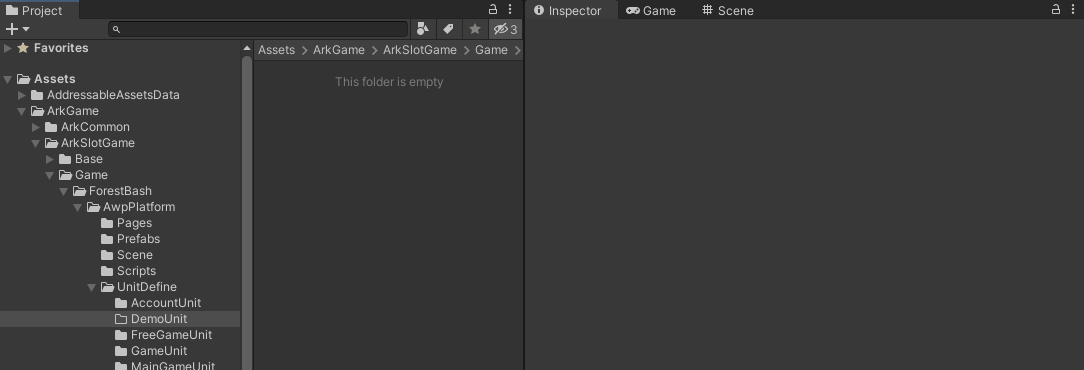 Project
3
Favorites
Assets
AddressableAssetsData
ArkGame
ArkCommon
ArkSlotGame
Base
Game
ForestBash
AwpPlatform
Pages
Prefabs
Scene
Scripts
UnitDefine
AccountUnit
DemoUnit
FreeGameUnit
GameUnit
MainGameUnit
Assets > ArkGame > ArkSlotGame > Game >
This folder is empty
Inspector Game Scene